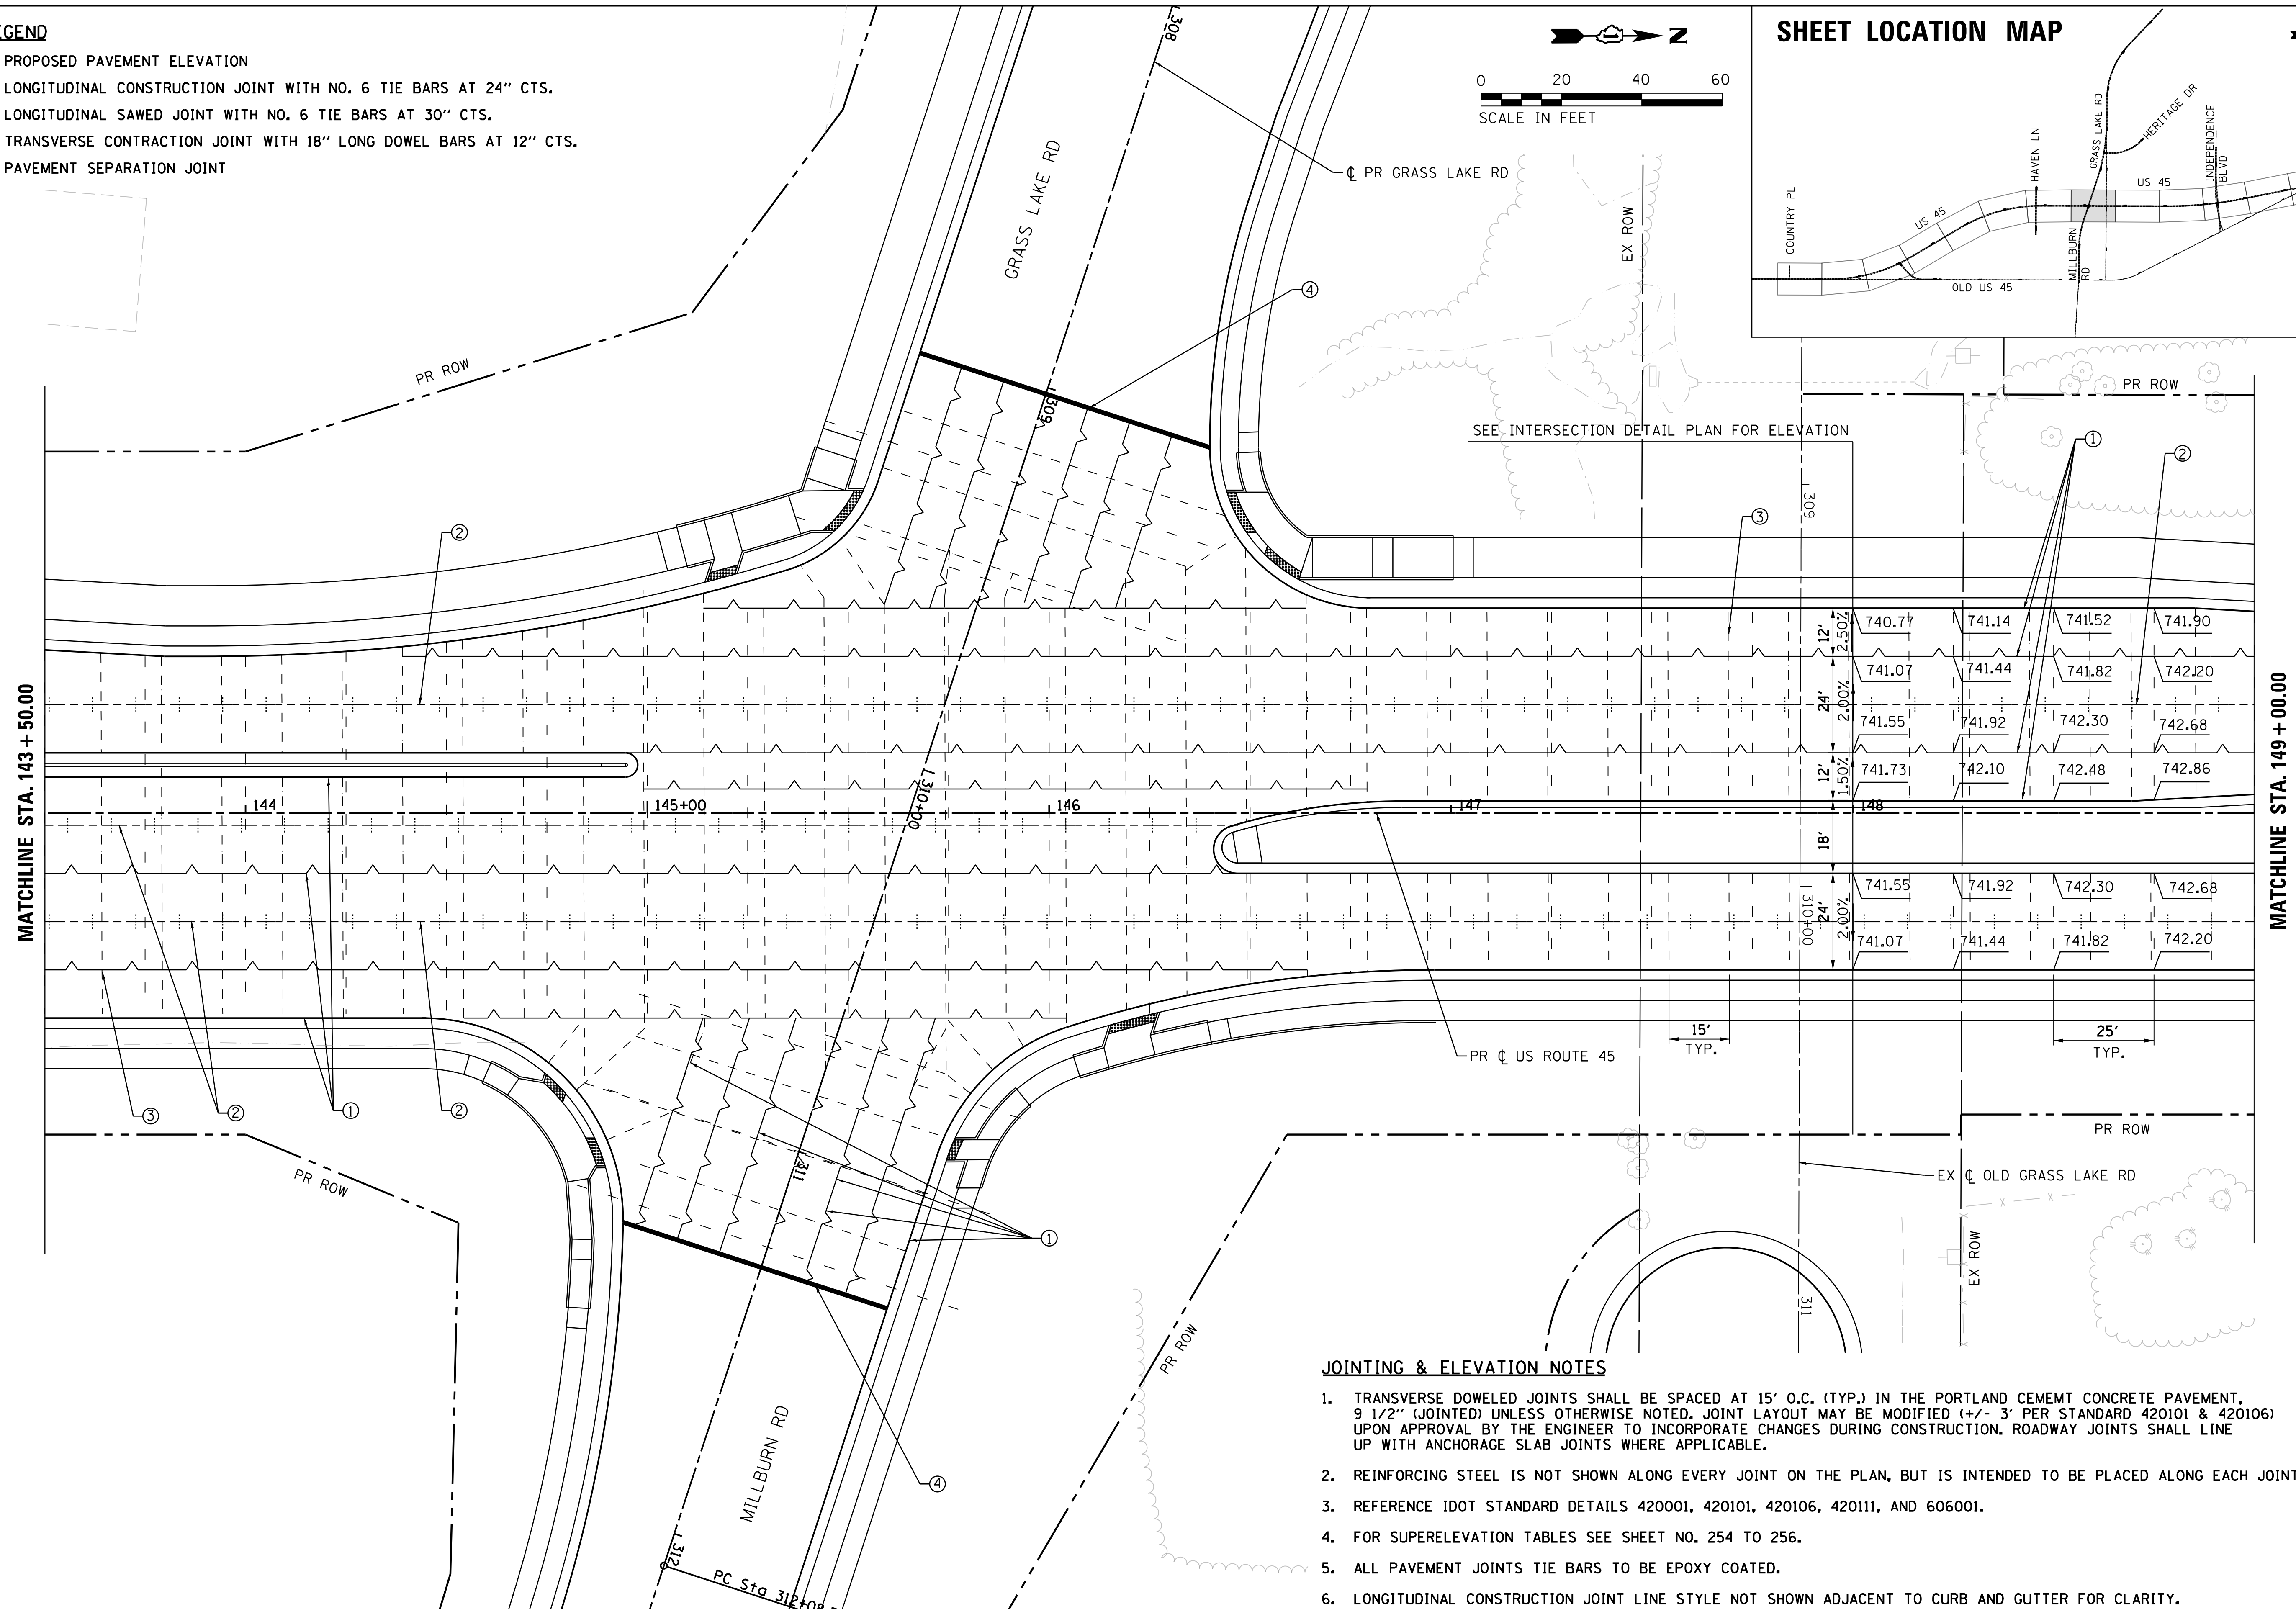 EGEND
PROPOSED PAVEMENT ELEVATION
LONGITUDINAL CONSTRUCTION JOINT WITH NO. 6 TIE BARS AT 24'' CTS.
LONGITUDINAL SAWED JOINT WITH NO. 6 TIE BARS AT 30'' CTS.
TRANSVERSE CONTRACTION JOINT WITH 18'' LONG DOWEL BARS AT 12'' CTS.
PAVEMENT SEPARATION JOINT
308
GRASS LAKE RD
℄ PR GRASS LAKE RD
N
0 20 40 60
SCALE IN FEET
SHEET LOCATION MAP
COUNTRY PL
US 45
HAVEN LN
GRASS LAKE RD
HERITAGE DR
INDEPENDENCE
BLVD
US 45
MILLBURN
RD
OLD US 45
EX ROW
PR ROW
PR ROW
④
309
SEE INTERSECTION DETAIL PLAN FOR ELEVATION
①
②
③
309
②
MATCHLINE STA. 143+50.00
MATCHLINE STA. 149+00.00
12'
2.50%
740.77 741.14 741.52 741.90
741.07 741.44 741.82 742.20
24'
2.00%
741.55 741.92 742.30 742.68
12'
1.50%
741.73 742.10 742.48 742.86
144 145+00 146 147 148
310+00
18'
741.55 741.92 742.30 742.68
24'
2.00%
310+00
741.07 741.44 741.82 742.20
15'
TYP.
25'
TYP.
PR ℄ US ROUTE 45
③ ② ① ②
PR ROW
PR ROW
311
EX ℄ OLD GRASS LAKE RD
①
EX ROW
311
PR ROW
MILLBURN RD
④
312
PC Sta 312+08
JOINTING & ELEVATION NOTES
1. TRANSVERSE DOWELED JOINTS SHALL BE SPACED AT 15' O.C. (TYP.) IN THE PORTLAND CEMEMT CONCRETE PAVEMENT,
9 1/2'' (JOINTED) UNLESS OTHERWISE NOTED. JOINT LAYOUT MAY BE MODIFIED (+/- 3' PER STANDARD 420101 & 420106)
UPON APPROVAL BY THE ENGINEER TO INCORPORATE CHANGES DURING CONSTRUCTION. ROADWAY JOINTS SHALL LINE
UP WITH ANCHORAGE SLAB JOINTS WHERE APPLICABLE.
2. REINFORCING STEEL IS NOT SHOWN ALONG EVERY JOINT ON THE PLAN, BUT IS INTENDED TO BE PLACED ALONG EACH JOINT
3. REFERENCE IDOT STANDARD DETAILS 420001, 420101, 420106, 420111, AND 606001.
4. FOR SUPERELEVATION TABLES SEE SHEET NO. 254 TO 256.
5. ALL PAVEMENT JOINTS TIE BARS TO BE EPOXY COATED.
6. LONGITUDINAL CONSTRUCTION JOINT LINE STYLE NOT SHOWN ADJACENT TO CURB AND GUTTER FOR CLARITY.